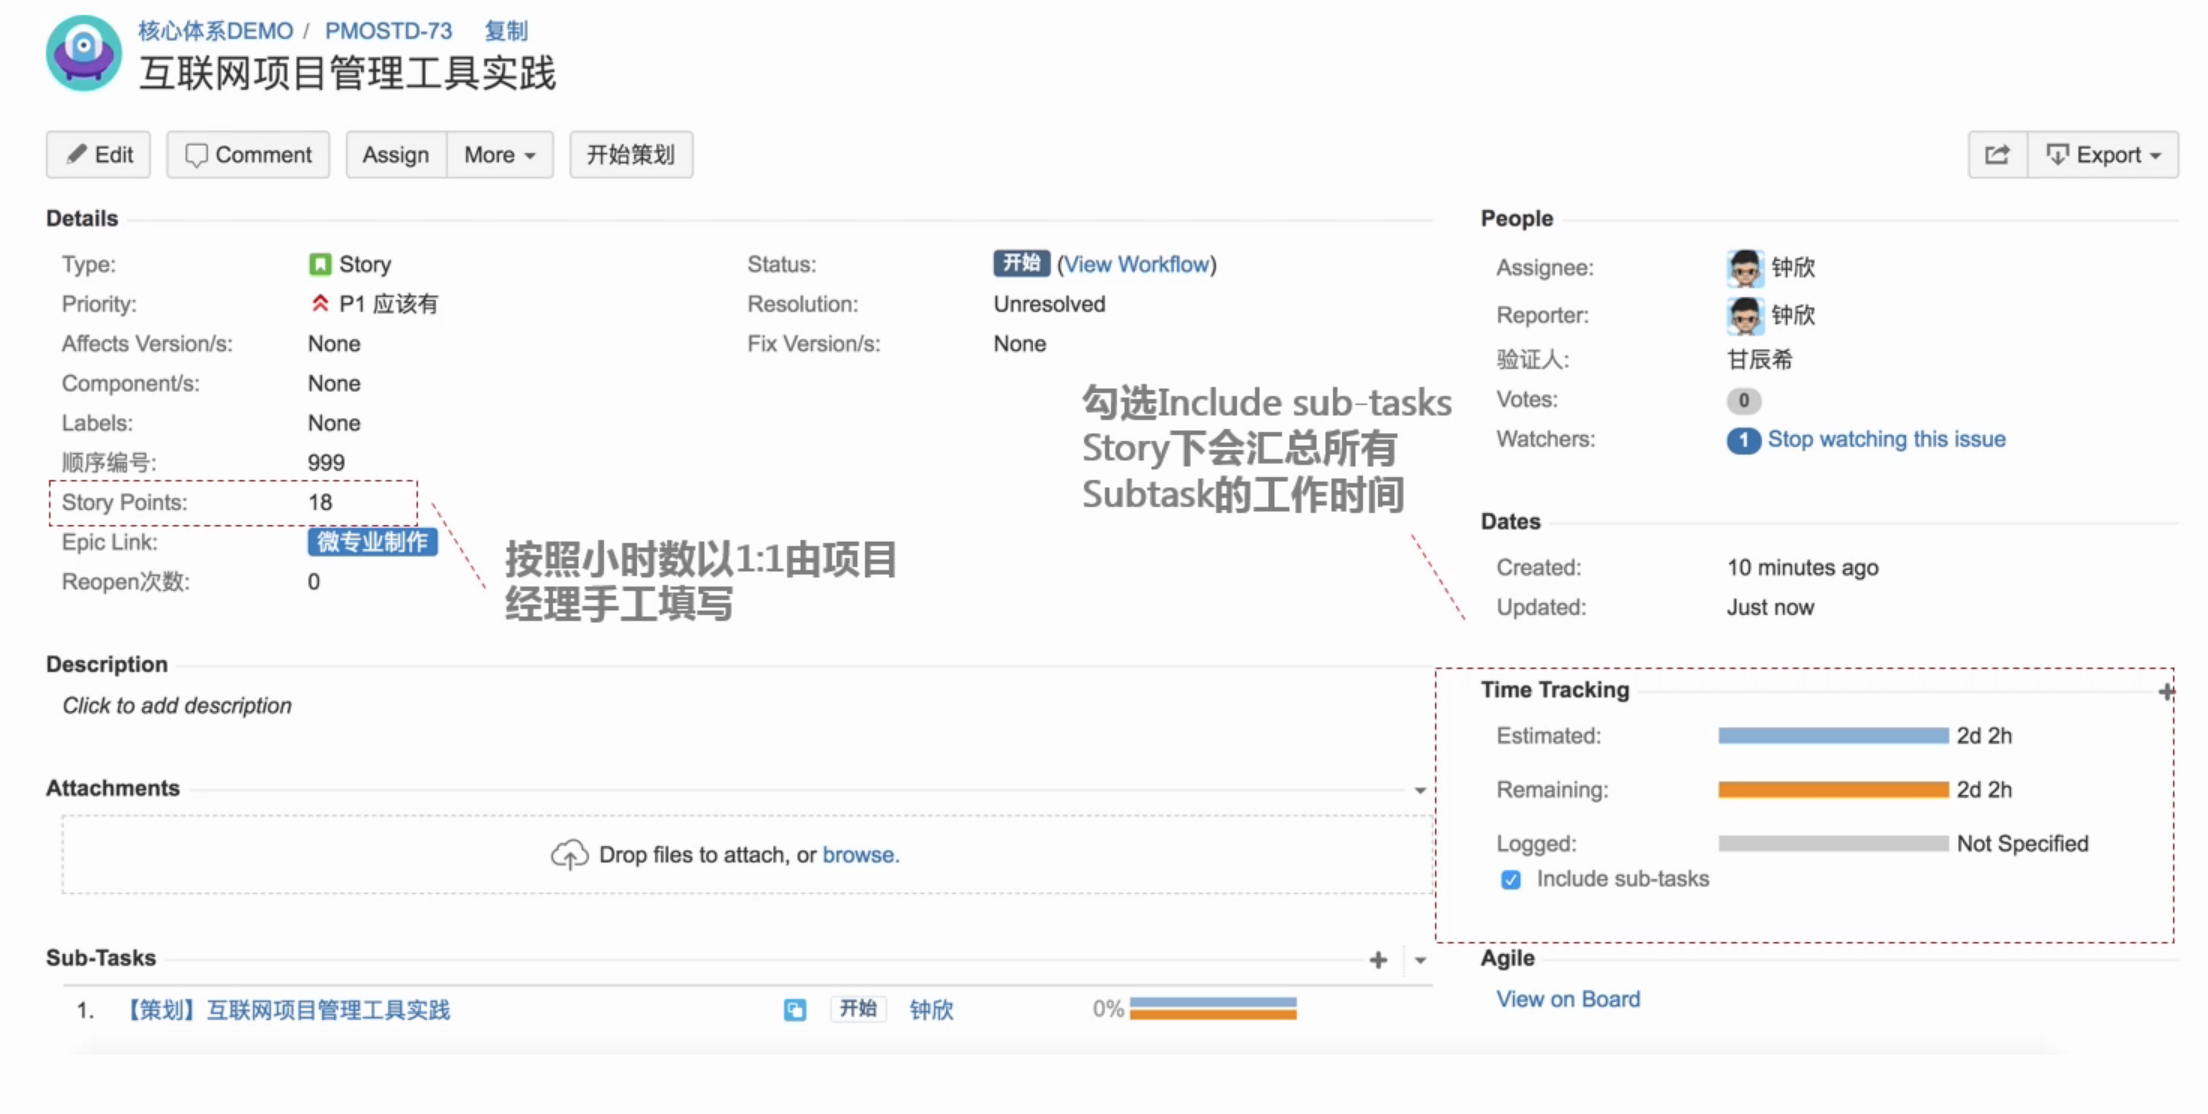 核心体系DEMO / PMOSTD-73 复制
互联网项目管理工具实践
Edit Comment Assign More 开始策划 Export
Details
Type: Story
Priority: P1 应该有
Affects Version/s: None
Component/s: None
Labels: None
顺序编号: 999
Story Points: 18
Epic Link: 微专业制作
Reopen次数: 0
Status: 开始 (View Workflow)
Resolution: Unresolved
Fix Version/s: None
按照小时数以1:1由项目
经理手工填写
勾选Include sub-tasks
Story下会汇总所有
Subtask的工作时间
People
Assignee: 钟欣
Reporter: 钟欣
验证人: 甘辰希
Votes: 0
Watchers: 1 Stop watching this issue
Dates
Created: 10 minutes ago
Updated: Just now
Description
Click to add description
Attachments
Drop files to attach, or browse.
Time Tracking
Estimated: 2d 2h
Remaining: 2d 2h
Logged: Not Specified
Include sub-tasks
Sub-Tasks
1. 【策划】互联网项目管理工具实践 开始 钟欣 0%
Agile
View on Board